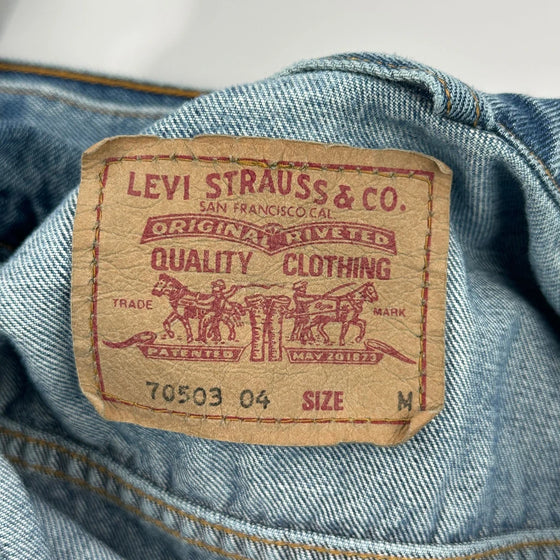 LEVI STRAUSS & CO.
SAN FRANCISCO CAL
ORIGINAL RIVETED
QUALITY CLOTHING
TRADE MARK
PATENTED MAY 20 1873
70503 04 SIZE M